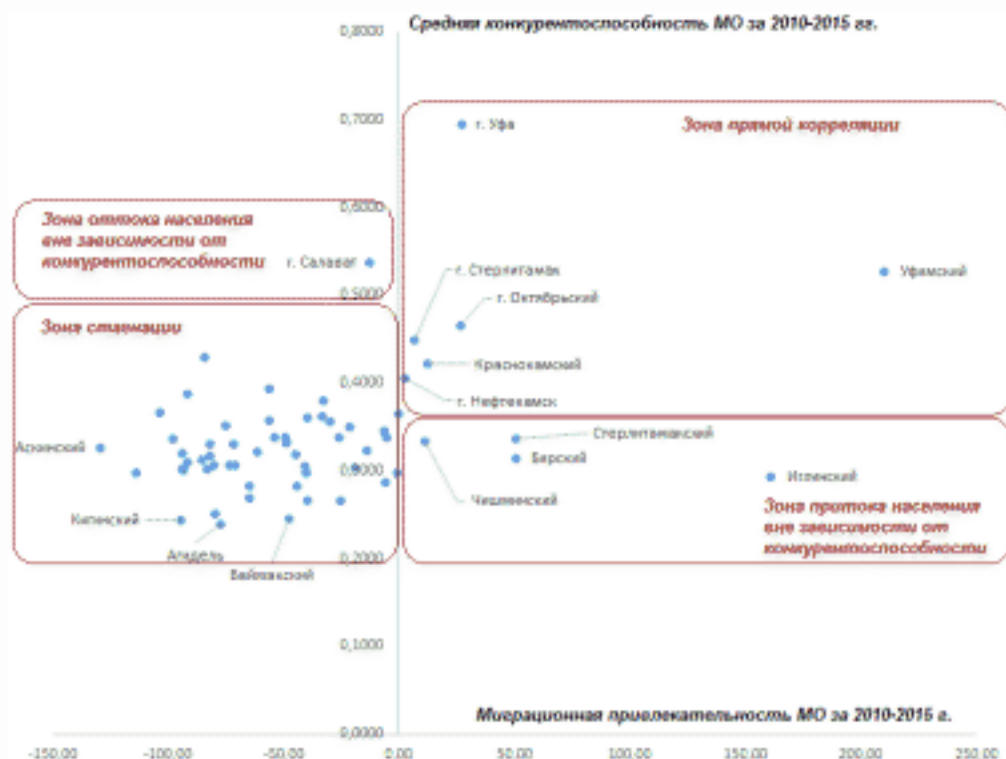 Средняя конкурентоспособность МО за 2010-2015 гг.
0,8000
0,7000
г. Уфа
Зона прямой корреляции
0,6000
Зона оттока населения
вне зависимости от
конкурентоспособности
г. Салават
г. Стерлитамак
Уфимский
0,5000
г. Октябрьский
Зона стагнации
Краснокамский
0,4000
г. Нефтекамск
Стерлитамакский
Аскинский
Бирский
0,3000
Иглинский
Чишминский
Зона притока населения
вне зависимости от
конкурентоспособности
Кигинский
Агидель
0,2000
Баймакский
0,1000
Миграционная привлекательность МО за 2010-2015 г.
0,0000
-150,00 -100,00 -50,00 0,00 50,00 100,00 150,00 200,00 250,00